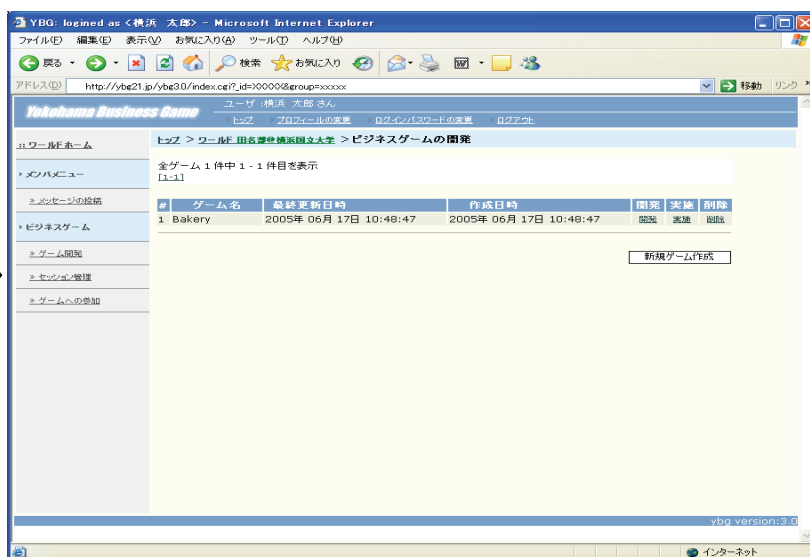 YBG: logined as <横浜 太郎> - Microsoft Internet Explorer
ファイル(F) 編集(E) 表示(V) お気に入り(A) ツール(T) ヘルプ(H)
戻る 検索 お気に入り
アドレス(D) http://ybg21.jp/ybg3.0/index.cgi?_id=XXXX&group=xxxxx 移動 リンク »
Yokohama Business Game
ユーザ :横浜 太郎 さん
トップ プロフィールの変更 ログインパスワードの変更 ログアウト
:: ワールドホーム
トップ > ワールド 田名部@横浜国立大学 > ビジネスゲームの開発
› メンバメニュー
» メッセージの投稿
› ビジネスゲーム
» ゲーム開発
» セッション管理
» ゲームへの参加
全ゲーム 1 件中 1 - 1 件目を表示
[1-1]
# ゲーム名 最終更新日時 作成日時 開発 実施 削除
1 Bakery 2005年 06月 17日 10:48:47 2005年 06月 17日 10:48:47 開発 実施 削除
新規ゲーム作成
ybg version:3.0
インターネット